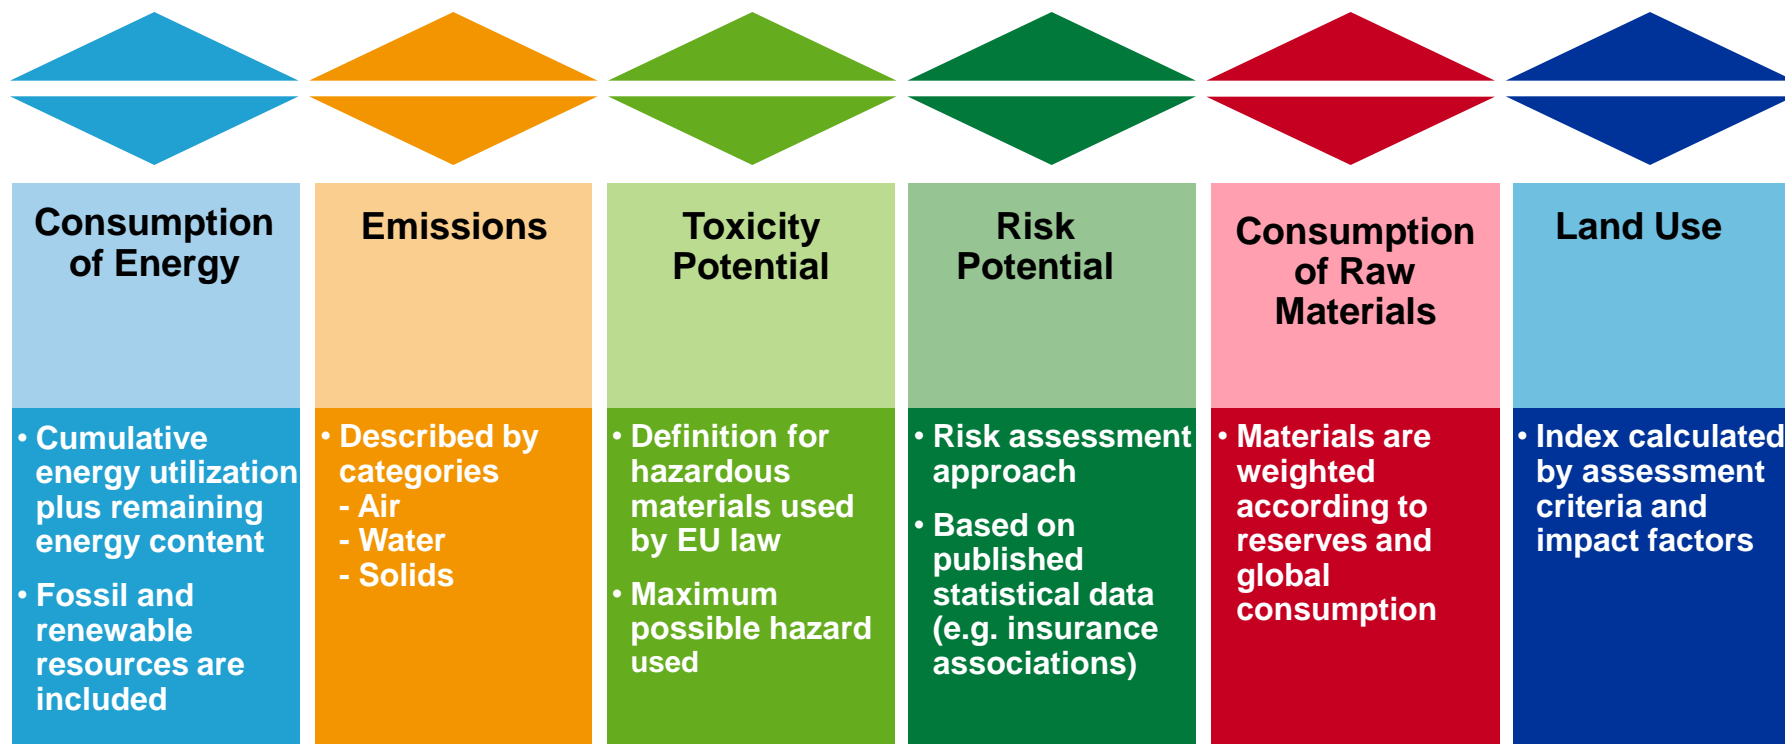 Consumption
of Energy
• Cumulative
energy utilization
plus remaining
energy content
• Fossil and
renewable
resources are
included
Emissions
• Described by
categories
- Air
- Water
- Solids
Toxicity
Potential
• Definition for
hazardous
materials used
by EU law
• Maximum
possible hazard
used
Risk
Potential
• Risk assessment
approach
• Based on
published
statistical data
(e.g. insurance
associations)
Consumption
of Raw
Materials
• Materials are
weighted
according to
reserves and
global
consumption
Land Use
• Index calculated
by assessment
criteria and
impact factors